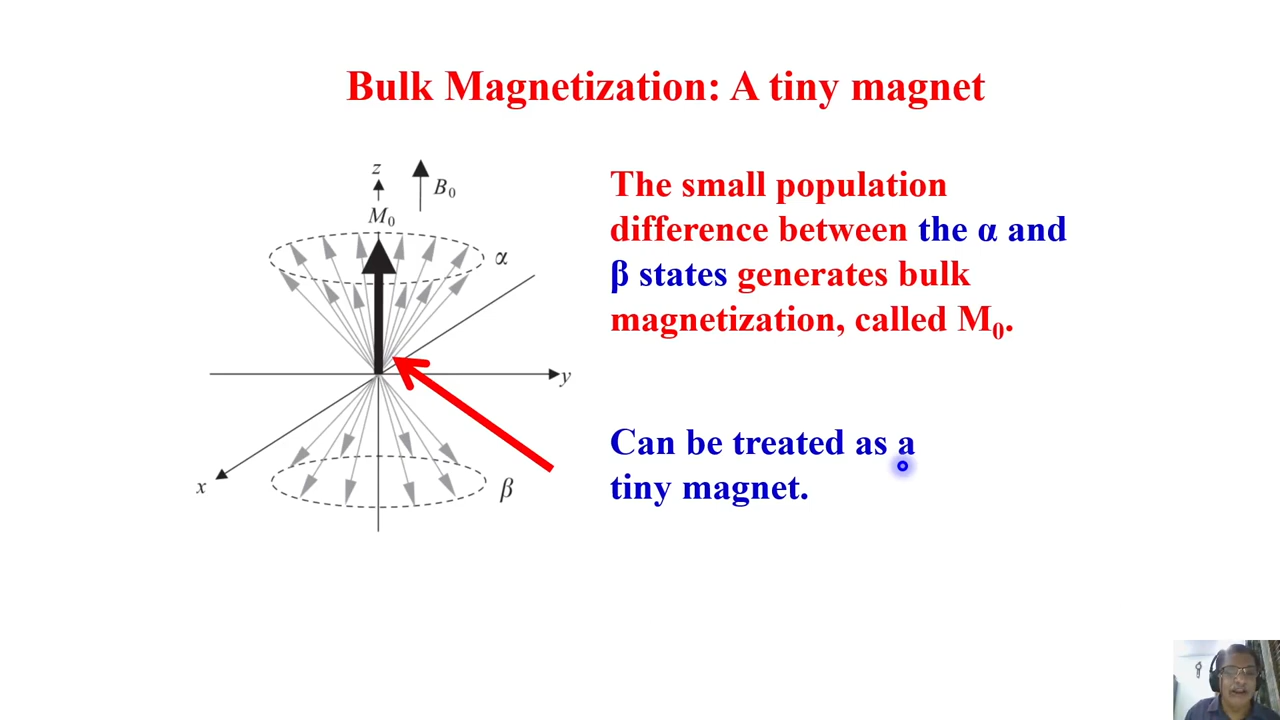 Bulk Magnetization: A tiny magnet
z
B₀
M₀
α
y
x
β
The small population
difference between the α and
β states generates bulk
magnetization, called M₀.
Can be treated as a
tiny magnet.